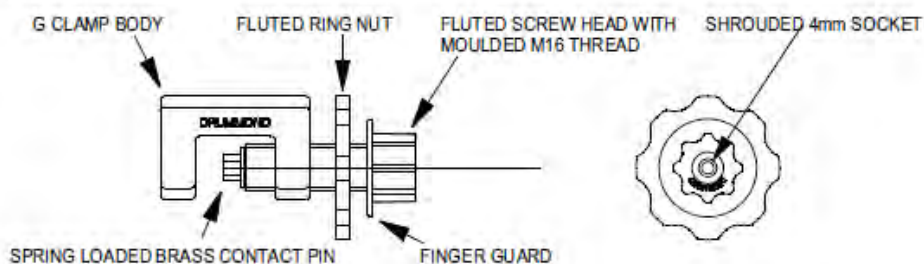 G CLAMP BODY
FLUTED RING NUT
FLUTED SCREW HEAD WITH
MOULDED M16 THREAD
SHROUDED 4mm SOCKET
DRUMMOND
SPRING LOADED BRASS CONTACT PIN
FINGER GUARD